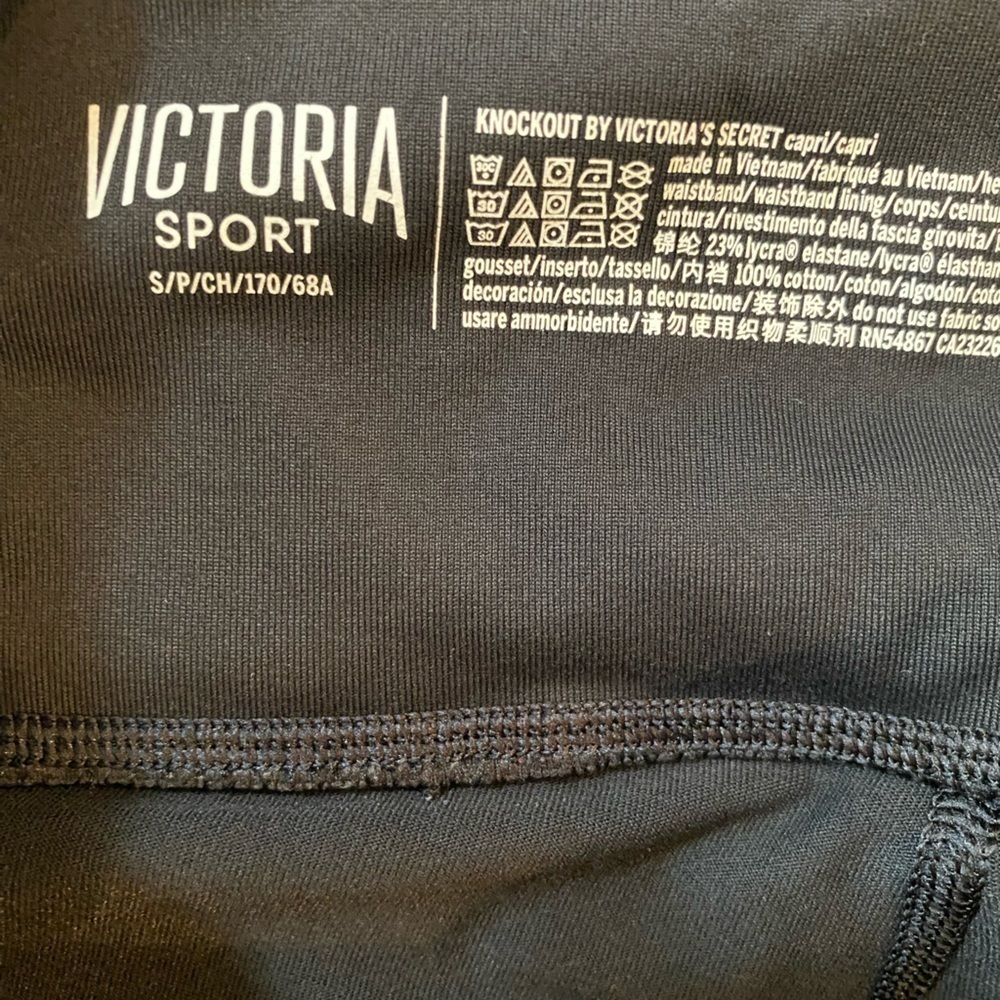 VICTORIA
SPORT
S/P/CH/170/68A
KNOCKOUT BY VICTORIA'S SECRET capri/capri
made in Vietnam/fabriqué au Vietnam/he
30C
waistband/waistband lining/corps/ceintu
30
cintura/rivestimento della fascia girovita/
30
锦纶 23% lycra® elastane/lycra® élasthan
gousset/inserto/tassello/内裆 100% cotton/coton/algodón/coto
decoración/esclusa la decorazione/装饰除外 do not use fabric so
usare ammorbidente/请勿使用织物柔顺剂 RN54867 CA23226